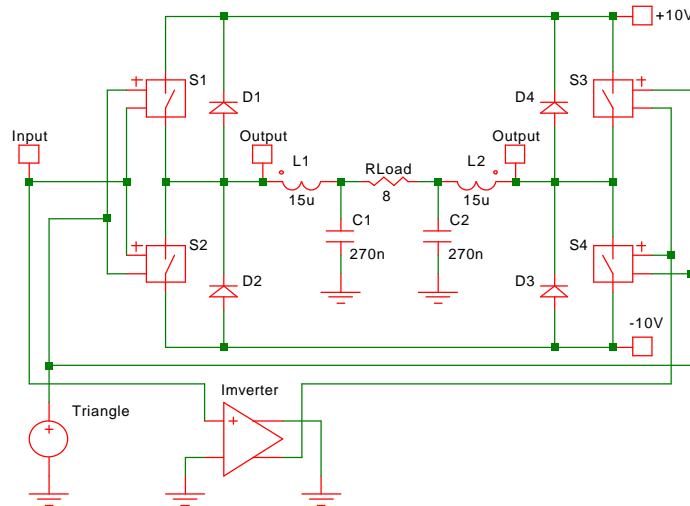 +10V
S1
S3
D1
D4
Input
Output
Output
L1
RLoad
L2
15u
8
15u
C1
C2
270n
270n
S2
S4
D2
D3
-10V
Triangle
Imverter